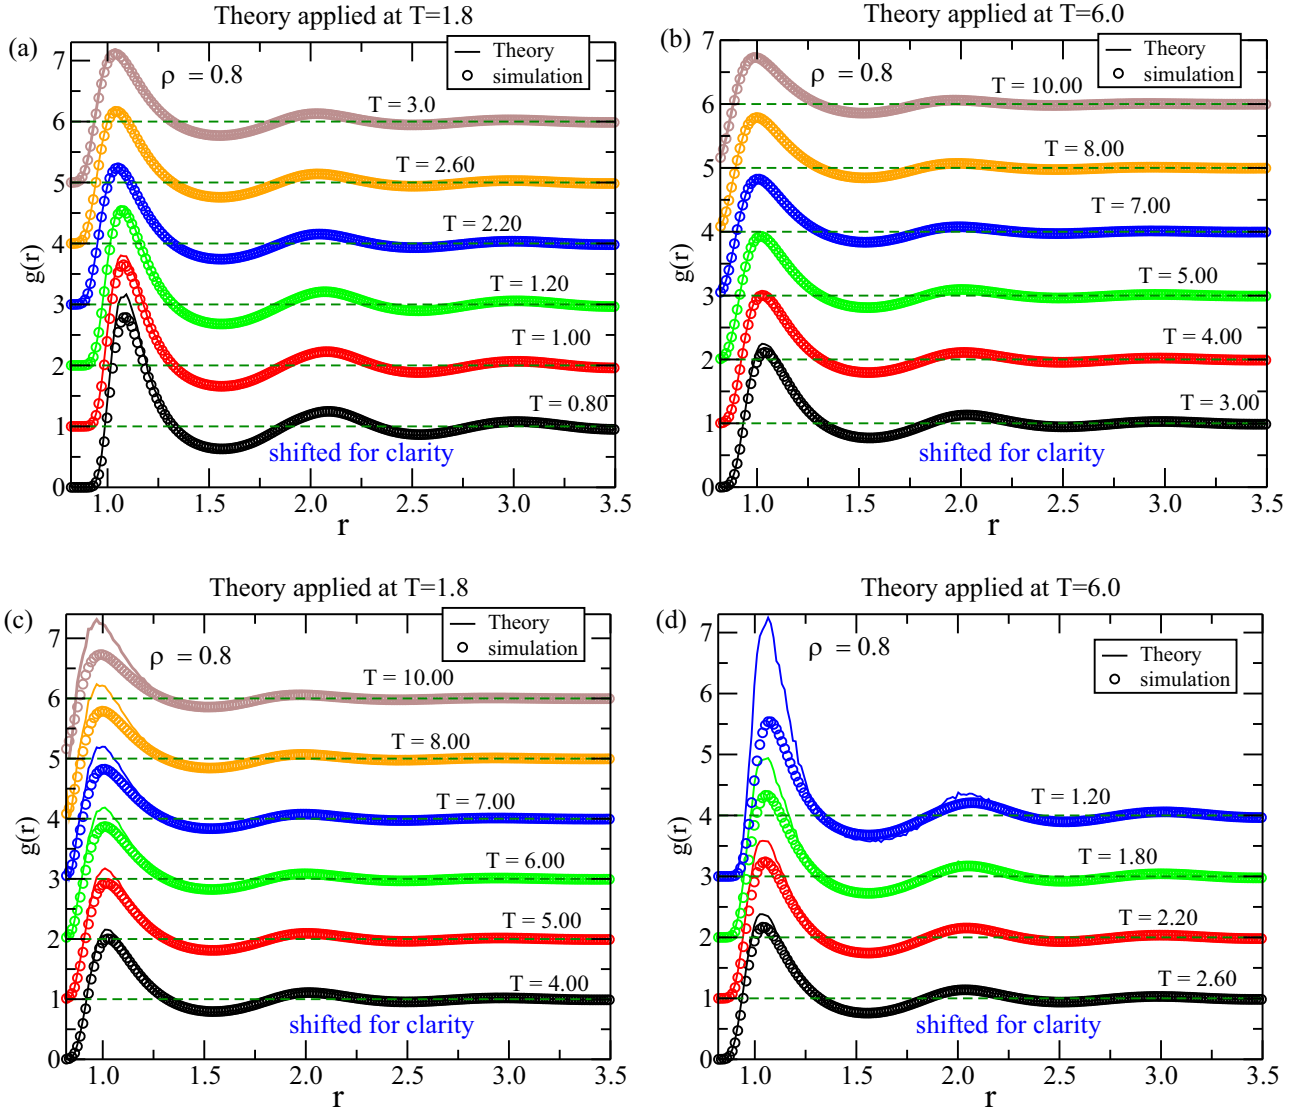 Theory applied at T=1.8
(a)
Theory
simulation
ρ = 0.8
T = 3.0
T = 2.60
T = 2.20
T = 1.20
T = 1.00
T = 0.80
shifted for clarity
g(r)
7
6
5
4
3
2
1
0
1.0 1.5 2.0 2.5 3.0 3.5
r
Theory applied at T=6.0
(b)
Theory
simulation
ρ = 0.8
T = 10.00
T = 8.00
T = 7.00
T = 5.00
T = 4.00
T = 3.00
shifted for clarity
g(r)
7
6
5
4
3
2
1
0
1.0 1.5 2.0 2.5 3.0 3.5
r
Theory applied at T=1.8
(c)
Theory
simulation
ρ = 0.8
T = 10.00
T = 8.00
T = 7.00
T = 6.00
T = 5.00
T = 4.00
shifted for clarity
g(r)
7
6
5
4
3
2
1
0
1.0 1.5 2.0 2.5 3.0 3.5
r
Theory applied at T=6.0
(d)
Theory
simulation
ρ = 0.8
T = 1.20
T = 1.80
T = 2.20
T = 2.60
shifted for clarity
g(r)
7
6
5
4
3
2
1
0
1.0 1.5 2.0 2.5 3.0 3.5
r